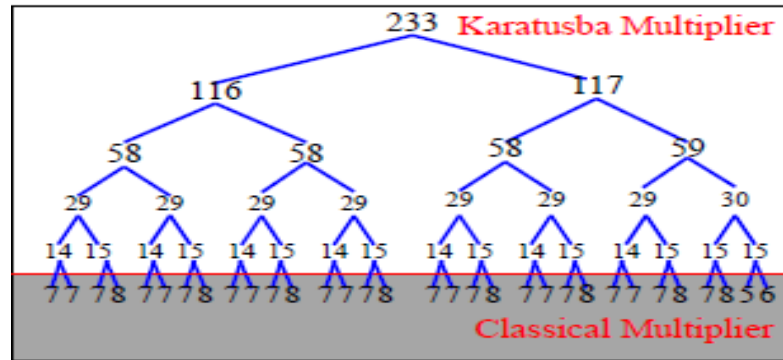 233 Karatusba Multiplier
116 117
58 58 58 59
29 29 29 29 29 29 29 30
14 15 14 15 14 15 14 15 14 15 14 15 14 15 15 15
7 7 7 8 7 7 7 8 7 7 7 8 7 7 7 8 7 7 7 8 7 7 7 8 7 7 7 8 7 8 5 6
Classical Multiplier